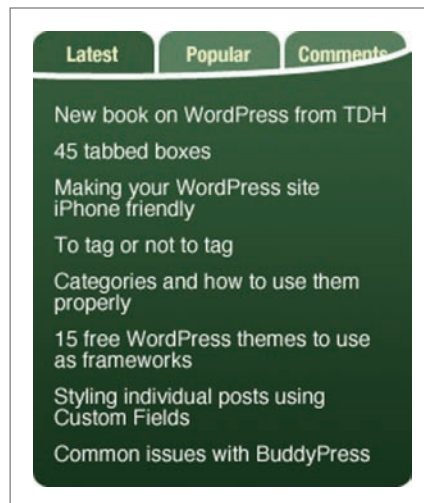 Latest Popular Comments
New book on WordPress from TDH
45 tabbed boxes
Making your WordPress site
iPhone friendly
To tag or not to tag
Categories and how to use them
properly
15 free WordPress themes to use
as frameworks
Styling individual posts using
Custom Fields
Common issues with BuddyPress